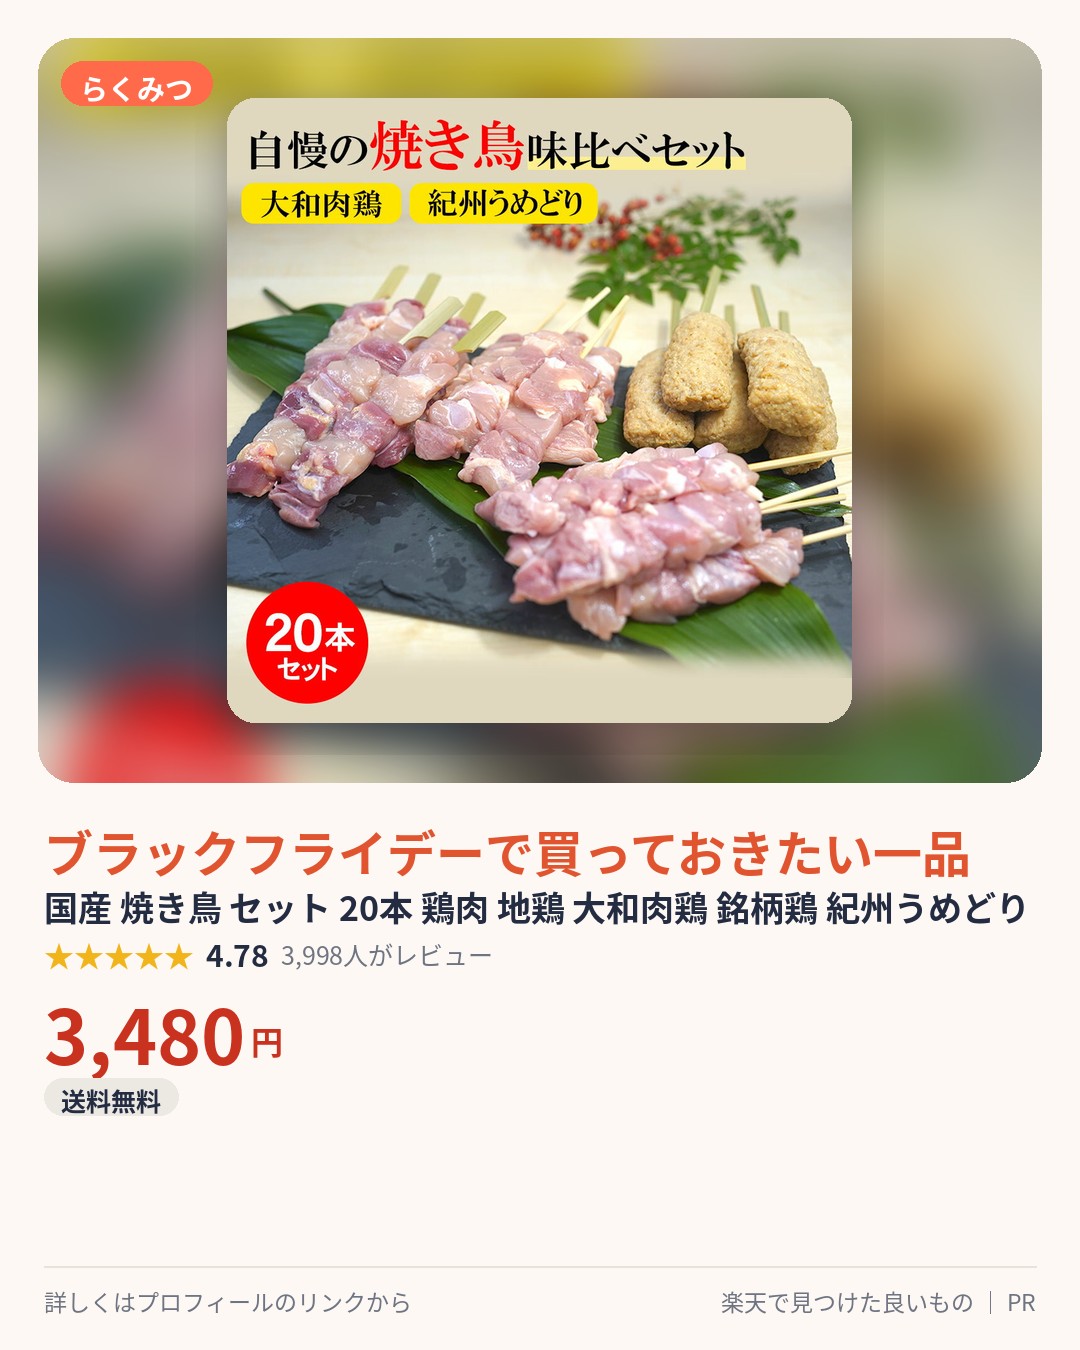 らくみつ
自慢の焼き鳥味比べセット
大和肉鶏 紀州うめどり
20本
セット
ブラックフライデーで買っておきたい一品
国産 焼き鳥 セット 20本 鶏肉 地鶏 大和肉鶏 銘柄鶏 紀州うめどり
★★★★★ 4.78 3,998人がレビュー
3,480円
送料無料
詳しくはプロフィールのリンクから
楽天で見つけた良いもの | PR